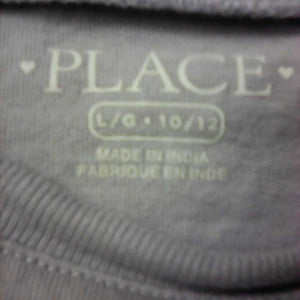 ♥ PLACE ♥
L/G • 10/12
MADE IN INDIA
FABRIQUE EN INDE